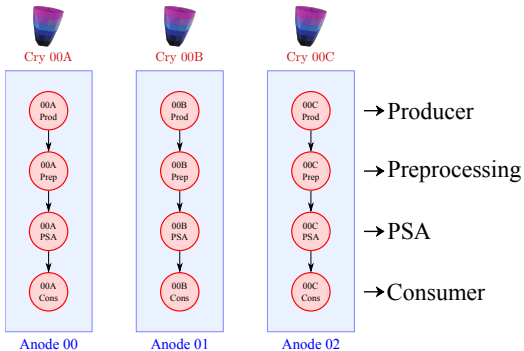 Cry 00A Cry 00B Cry 00C
00A 00B 00C
Prod Prod Prod
Producer
00A 00B 00C
Prep Prep Prep
Preprocessing
00A 00B 00C
PSA PSA PSA
PSA
00A 00B 00C
Cons Cons Cons
Consumer
Anode 00 Anode 01 Anode 02